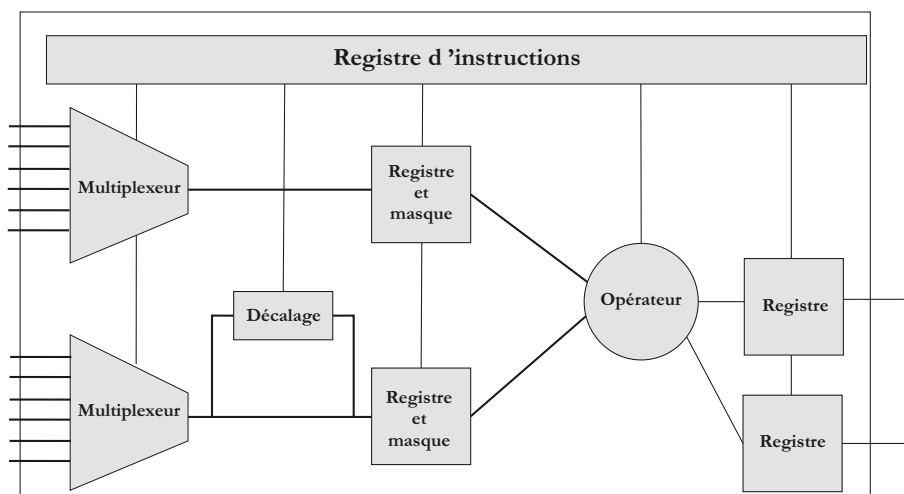 Registre d ’instructions
Multiplexeur
Registre
et
masque
Opérateur
Registre
Décalage
Multiplexeur
Registre
et
masque
Registre